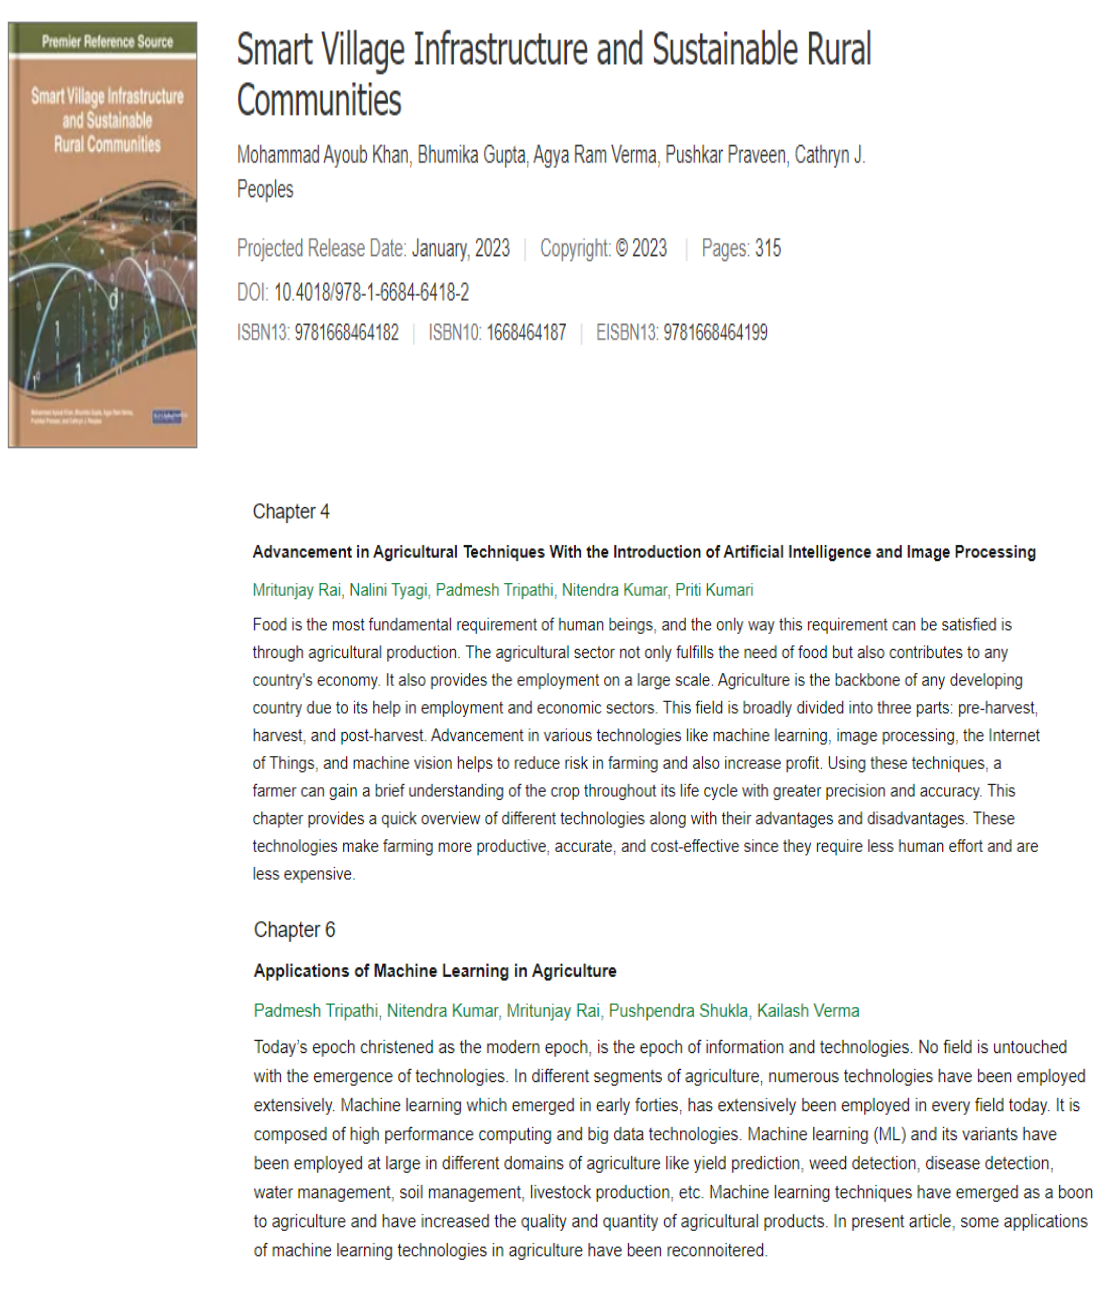 Premier Reference Source
Smart Village Infrastructure
and Sustainable
Rural Communities
Smart Village Infrastructure and Sustainable Rural
Communities
Mohammad Ayoub Khan, Bhumika Gupta, Agya Ram Verma, Pushkar Praveen, Cathryn J.
Peoples
Projected Release Date: January, 2023 | Copyright: © 2023 | Pages: 315
DOI: 10.4018/978-1-6684-6418-2
ISBN13: 9781668464182 | ISBN10: 1668464187 | EISBN13: 9781668464199
Chapter 4
Advancement in Agricultural Techniques With the Introduction of Artificial Intelligence and Image Processing
Mritunjay Rai, Nalini Tyagi, Padmesh Tripathi, Nitendra Kumar, Priti Kumari
Food is the most fundamental requirement of human beings, and the only way this requirement can be satisfied is
through agricultural production. The agricultural sector not only fulfills the need of food but also contributes to any
country's economy. It also provides the employment on a large scale. Agriculture is the backbone of any developing
country due to its help in employment and economic sectors. This field is broadly divided into three parts: pre-harvest,
harvest, and post-harvest. Advancement in various technologies like machine learning, image processing, the Internet
of Things, and machine vision helps to reduce risk in farming and also increase profit. Using these techniques, a
farmer can gain a brief understanding of the crop throughout its life cycle with greater precision and accuracy. This
chapter provides a quick overview of different technologies along with their advantages and disadvantages. These
technologies make farming more productive, accurate, and cost-effective since they require less human effort and are
less expensive.
Chapter 6
Applications of Machine Learning in Agriculture
Padmesh Tripathi, Nitendra Kumar, Mritunjay Rai, Pushpendra Shukla, Kailash Verma
Today's epoch christened as the modern epoch, is the epoch of information and technologies. No field is untouched
with the emergence of technologies. In different segments of agriculture, numerous technologies have been employed
extensively. Machine learning which emerged in early forties, has extensively been employed in every field today. It is
composed of high performance computing and big data technologies. Machine learning (ML) and its variants have
been employed at large in different domains of agriculture like yield prediction, weed detection, disease detection,
water management, soil management, livestock production, etc. Machine learning techniques have emerged as a boon
to agriculture and have increased the quality and quantity of agricultural products. In present article, some applications
of machine learning technologies in agriculture have been reconnoitered.